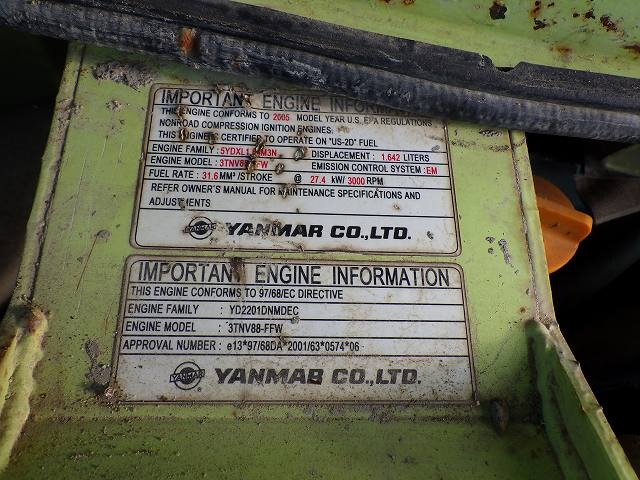 IMPORTANT ENGINE INFORMATION
THIS ENGINE CONFORMS TO 2005 MODEL YEAR U.S. EPA REGULATIONS
NONROAD COMPRESSION IGNITION ENGINES.
THIS ENGINE IS CERTIFIED TO OPERATE ON "US-2D" FUEL
ENGINE FAMILY : DISPLACEMENT : 1.642 LITERS
ENGINE MODEL : EMISSION CONTROL SYSTEM : EM
FUEL RATE : 31.6 MM³ /STROKE @ 27.4 kW/ 3000 RPM
REFER OWNER'S MANUAL FOR MAINTENANCE SPECIFICATIONS AND
ADJUSTMENTS
YANMAR YANMAR CO.,LTD.
IMPORTANT ENGINE INFORMATION
THIS ENGINE CONFORMS TO 97/68/EC DIRECTIVE
ENGINE FAMILY : YD2201DNMDEC
ENGINE MODEL : 3TNV88-FFW
APPROVAL NUMBER : e13*97/68DA*2001/63*0574*06
YANMAR YANMAR CO.,LTD.